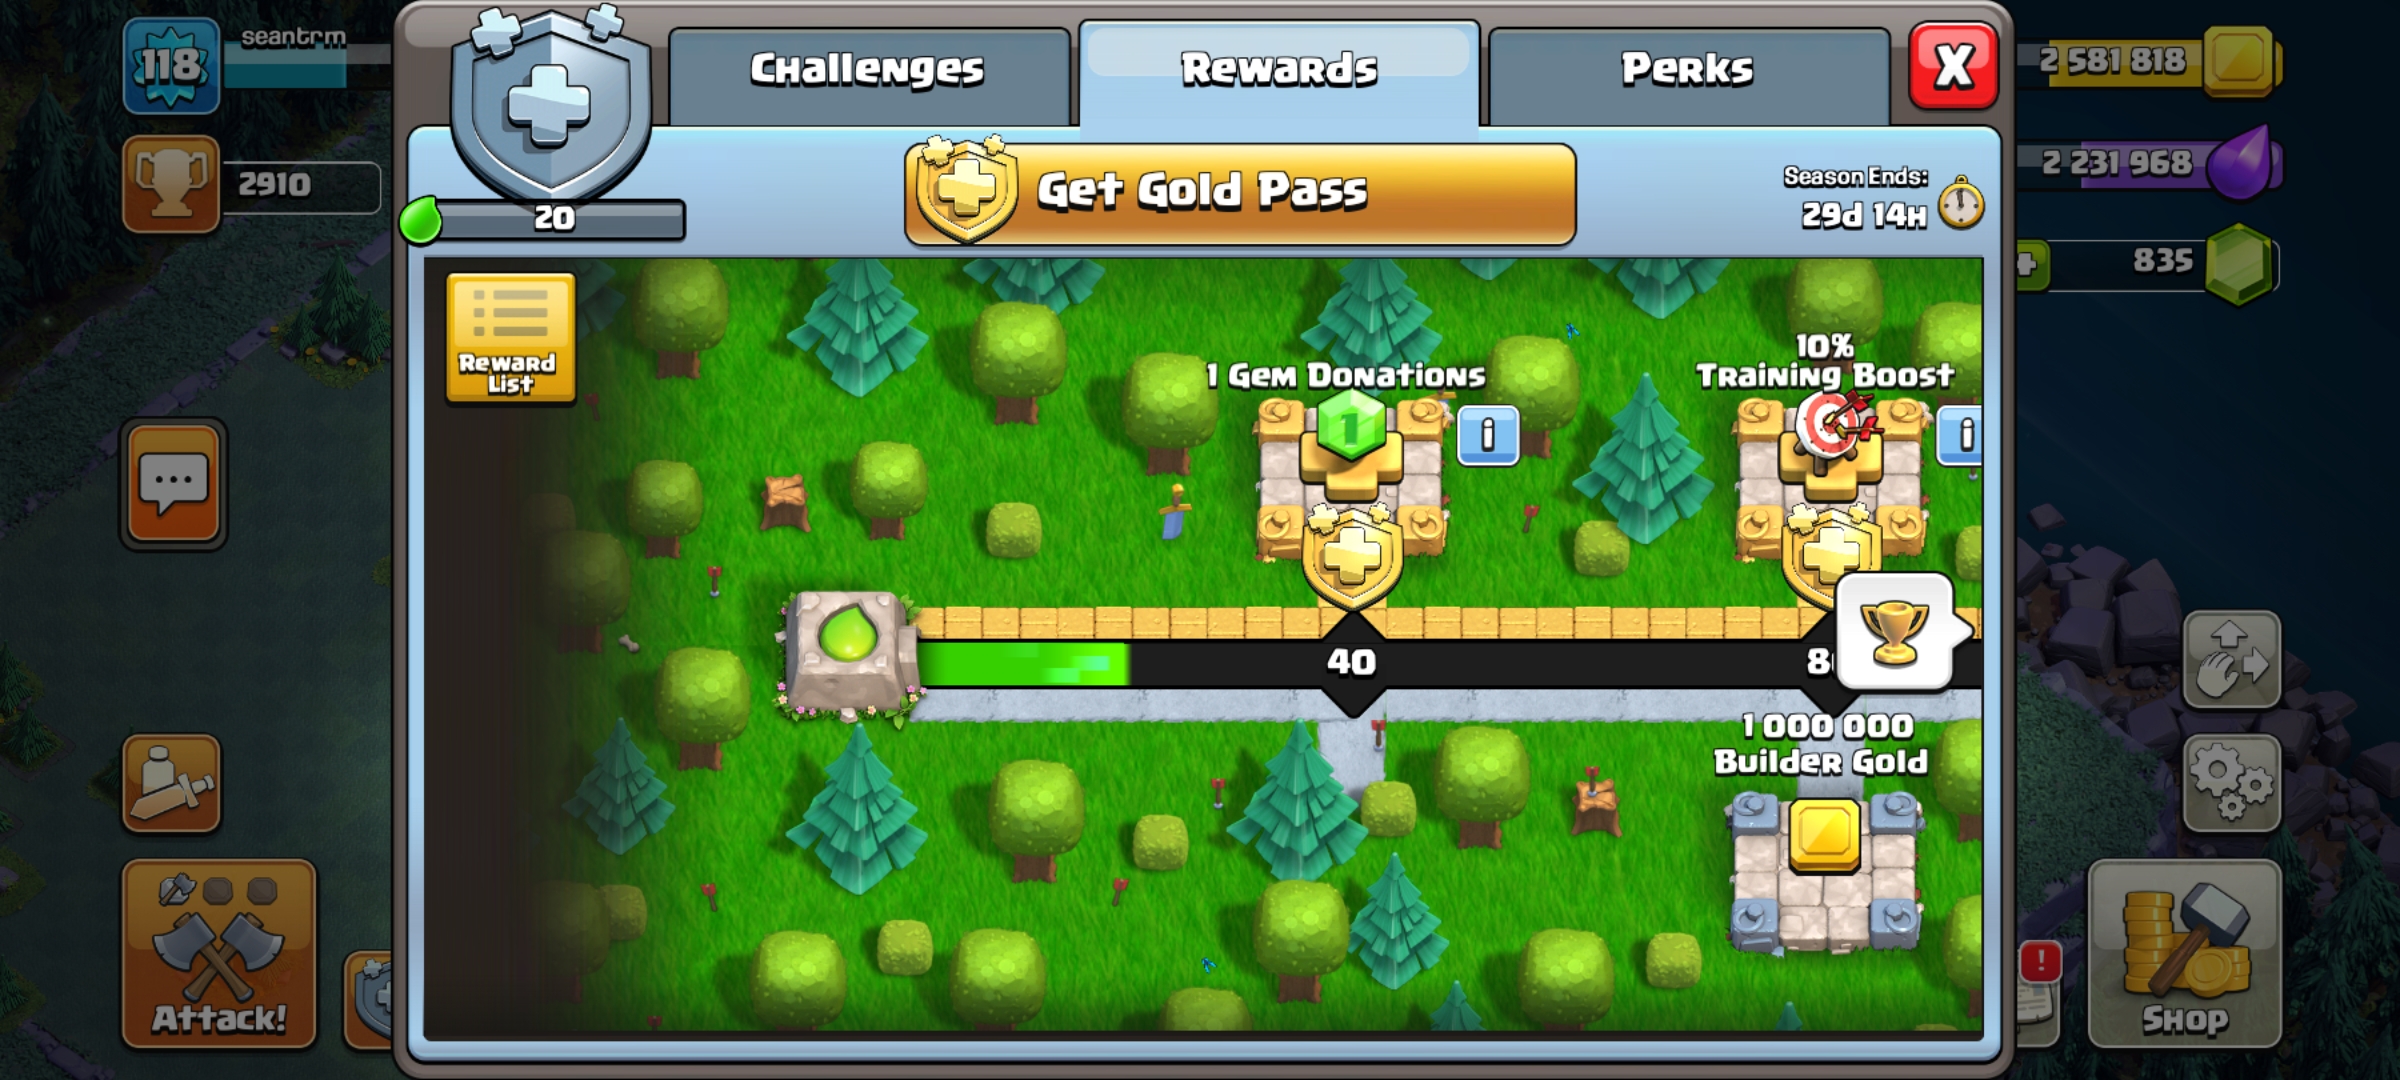 118
seantrm
Challenges
Rewards
Perks
X
2 581 818
2910
20
Get Gold Pass
Season Ends:
29d 14H
2 231 968
835
Reward
List
1 Gem Donations
1
i
10%
Training Boost
i
40
1 000 000
Builder Gold
!
Attack!
Shop